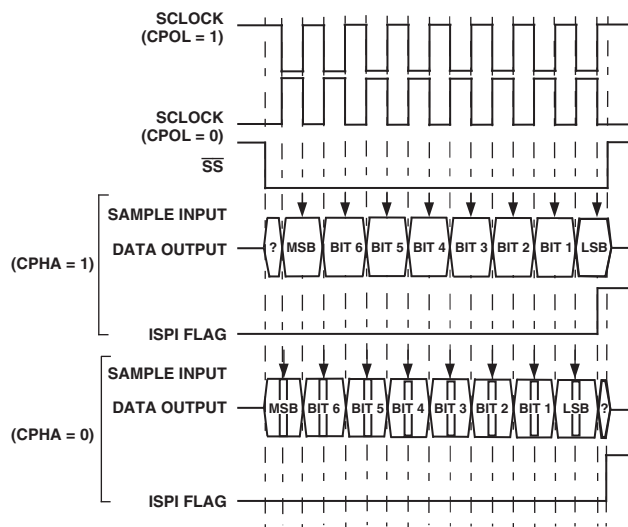 SCLOCK
(CPOL = 1)
SCLOCK
(CPOL = 0)
SS
SAMPLE INPUT
DATA OUTPUT
(CPHA = 1)
? MSB BIT 6 BIT 5 BIT 4 BIT 3 BIT 2 BIT 1 LSB
ISPI FLAG
SAMPLE INPUT
DATA OUTPUT
(CPHA = 0)
MSB BIT 6 BIT 5 BIT 4 BIT 3 BIT 2 BIT 1 LSB ?
ISPI FLAG